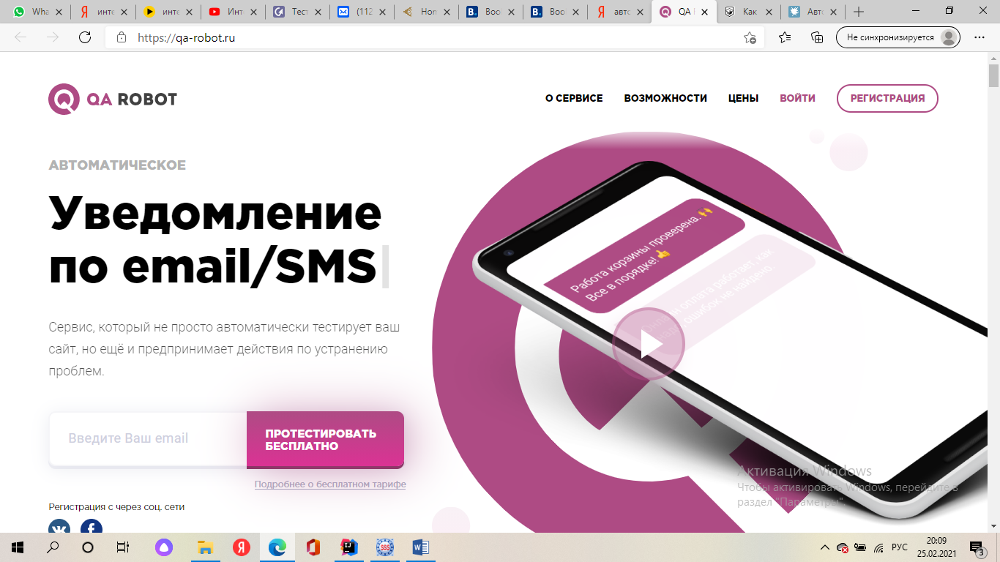 Wha
инте
инте
Инт
Тест
(112
Hon
Boo
Boo
авто
QA
Как
Авто
https://qa-robot.ru
Не синхронизируется
QA ROBOT
О СЕРВИСЕ
ВОЗМОЖНОСТИ
ЦЕНЫ
ВОЙТИ
РЕГИСТРАЦИЯ
АВТОМАТИЧЕСКОЕ
Уведомление
по email/SMS
Сервис, который не просто автоматически тестирует ваш
сайт, но ещё и предпринимает действия по устранению
проблем.
Введите Ваш email
ПРОТЕСТИРОВАТЬ
БЕСПЛАТНО
Подробнее о бесплатном тарифе
Регистрация с через соц. сети
Работа корзины проверена.
Все в порядке!
оплата работает, как
ошибок не найдено.
Активация Windows
Чтобы активировать Windows, перейдите в
раздел "Параметры".
РУС
20:09
25.02.2021
3